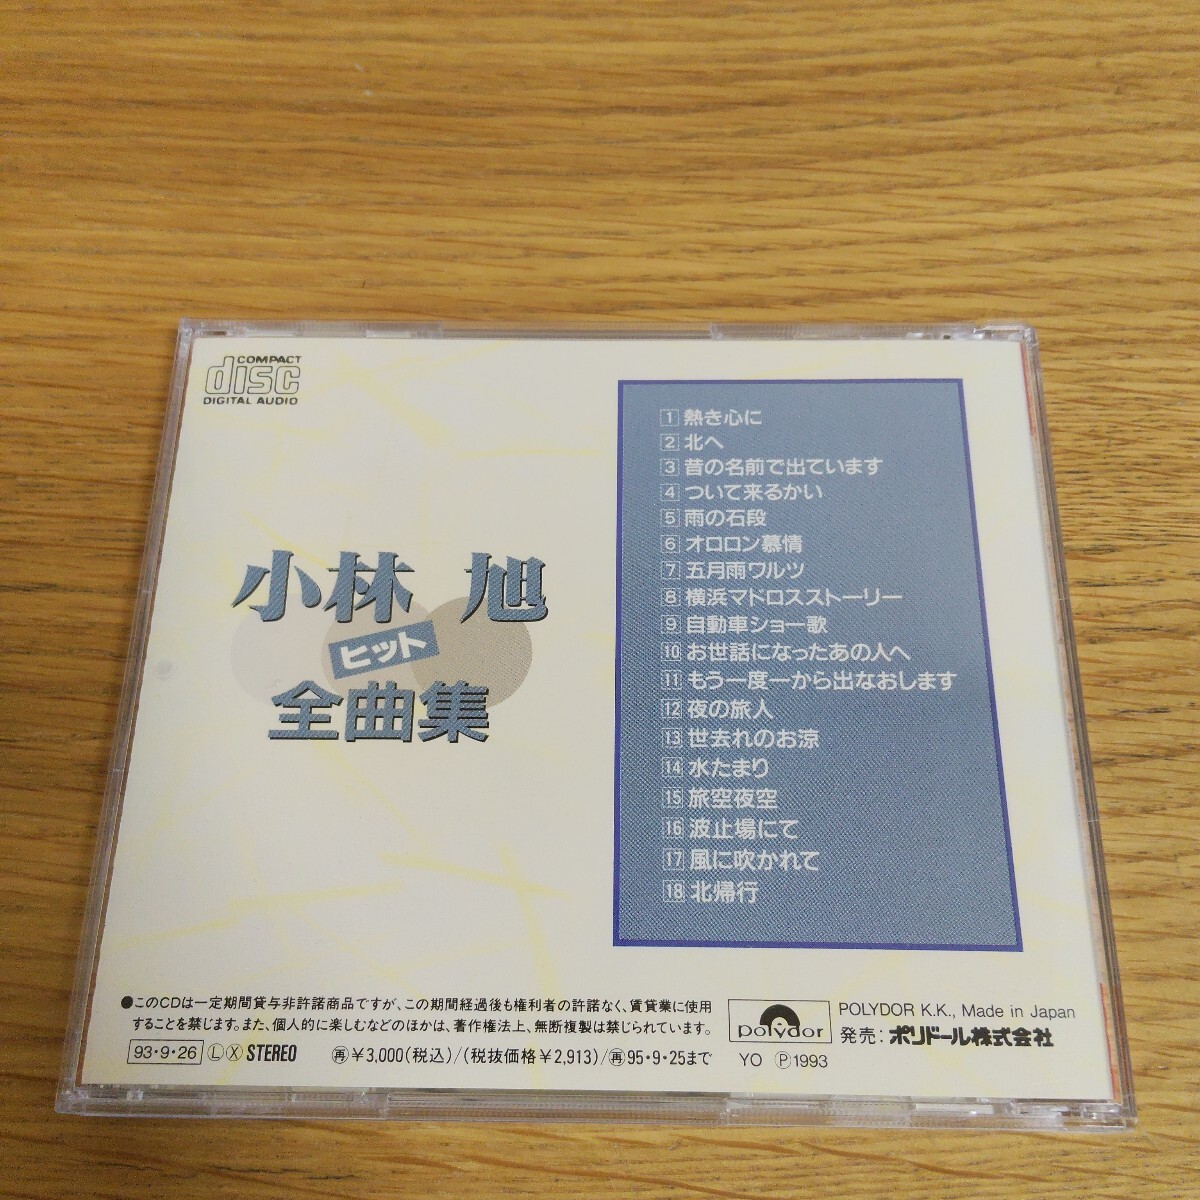 COMPACT
disc
DIGITAL AUDIO
小林 旭
ヒット
全曲集
1 熱き心に
2 北へ
3 昔の名前で出ています
4 ついて来るかい
5 雨の石段
6 オロロン慕情
7 五月雨ワルツ
8 横浜マドロスストーリー
9 自動車ショー歌
10 お世話になったあの人へ
11 もう一度一から出なおします
12 夜の旅人
13 世去れのお涼
14 水たまり
15 旅空夜空
16 波止場にて
17 風に吹かれて
18 北帰行
●このCDは一定期間貸与非許諾商品ですが、この期間経過後も権利者の許諾なく、賃貸業に使用
することを禁じます。また、個人的に楽しむなどのほかは、著作権法上、無断複製は禁じられています。
93・9・26 Ⓛ Ⓧ STEREO ㊢¥3,000(税込)/(税抜価格¥2,913)/㊢95・9・25まで
polydor
POLYDOR K.K., Made in Japan
発売:ポリドール株式会社
YO Ⓟ1993